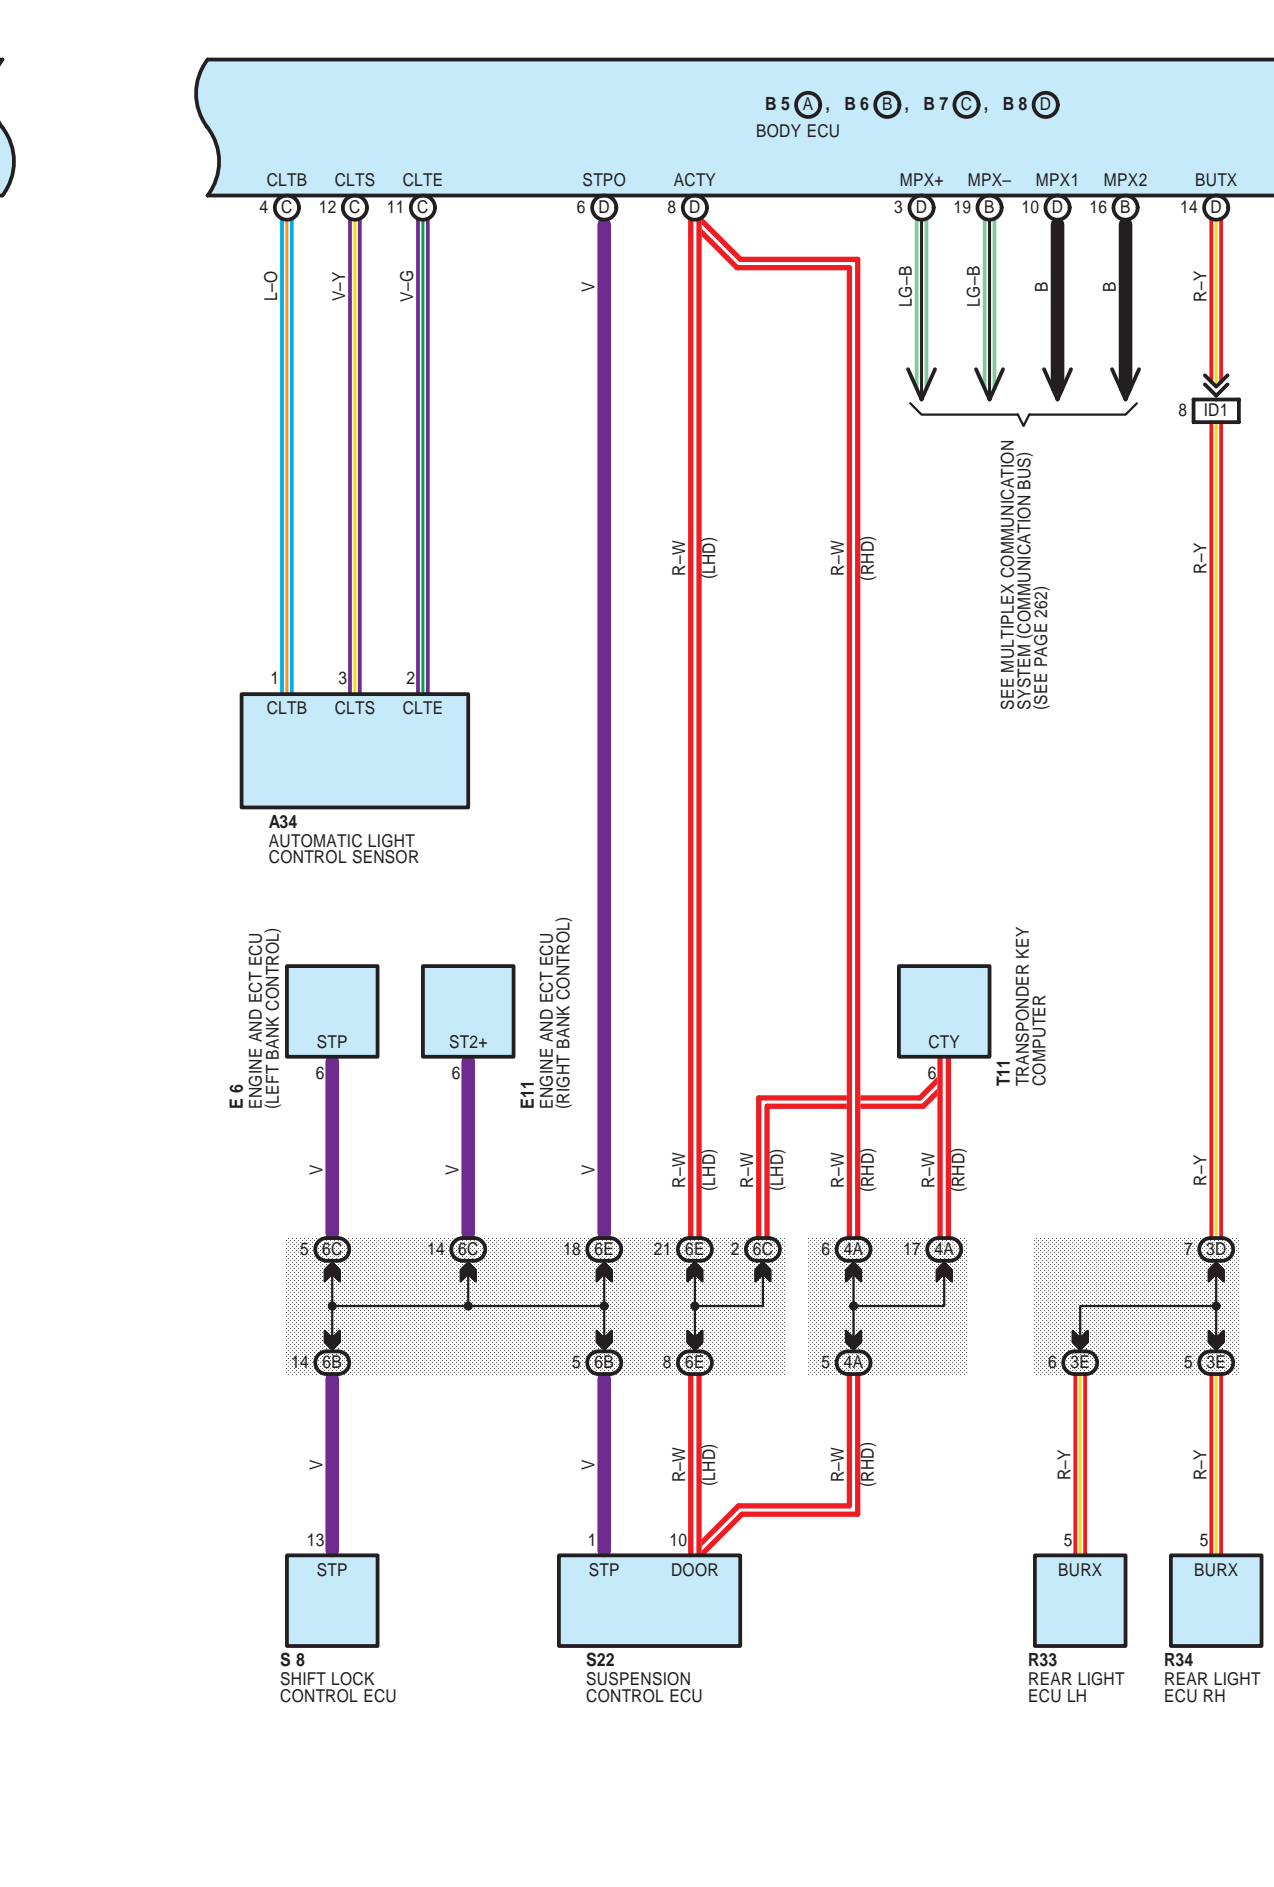 B 5 A , B 6 B , B 7 C , B 8 D
BODY ECU
CLTB CLTS CLTE STPO ACTY MPX+ MPX– MPX1 MPX2 BUTX
4 C 12 C 11 C 6 D 8 D 3 D 19 B 10 D 16 B 14 D
L–O V–Y V–G V LG–B LG–B B B R–Y
8 ID1
SEE MULTIPLEX COMMUNICATION
SYSTEM (COMMUNICATION BUS)
(SEE PAGE 262)
R–W
(LHD)
R–W
(RHD)
R–Y
1 3 2
CLTB CLTS CLTE
A34
AUTOMATIC LIGHT
CONTROL SENSOR
E 6
ENGINE AND ECT ECU
(LEFT BANK CONTROL)
STP
6
ST2+
6
E11
ENGINE AND ECT ECU
(RIGHT BANK CONTROL)
CTY
6
T11
TRANSPONDER KEY
COMPUTER
V V V
R–W
(LHD)
R–W
(LHD)
R–W
(RHD)
R–W
(RHD)
R–Y
5 6C 14 6C 18 6E 21 6E 2 6C 6 4A 17 4A 7 3D
14 6B 5 6B 8 6E 5 4A 6 3E 5 3E
V V
R–W
(LHD)
R–W
(RHD)
R–Y R–Y
13 1 10 5 5
STP STP DOOR BURX BURX
S 8
SHIFT LOCK
CONTROL ECU
S22
SUSPENSION
CONTROL ECU
R33
REAR LIGHT
ECU LH
R34
REAR LIGHT
ECU RH